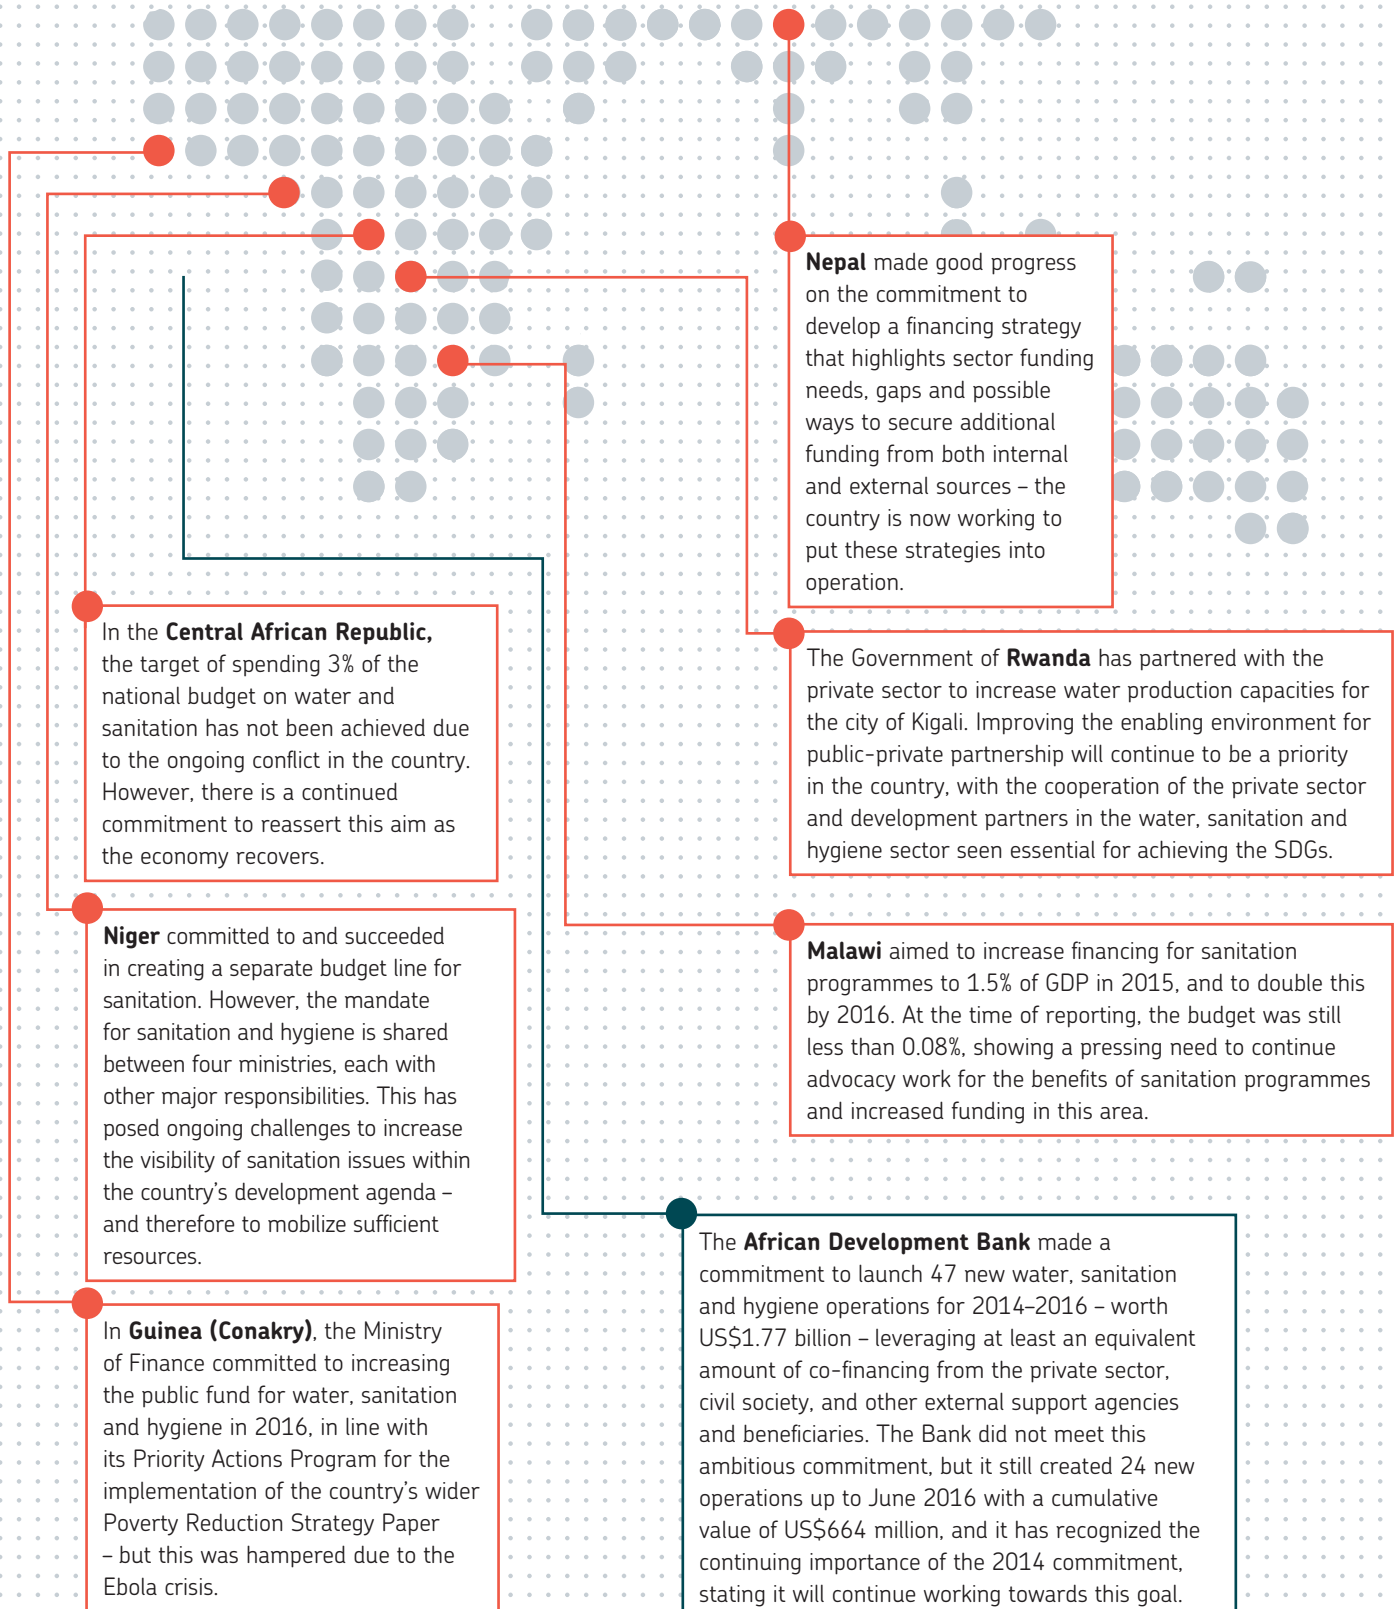 Nepal made good progress
on the commitment to
develop a financing strategy
that highlights sector funding
needs, gaps and possible
ways to secure additional
funding from both internal
and external sources – the
country is now working to
put these strategies into
operation.
In the Central African Republic,
the target of spending 3% of the
national budget on water and
sanitation has not been achieved due
to the ongoing conflict in the country.
However, there is a continued
commitment to reassert this aim as
the economy recovers.
The Government of Rwanda has partnered with the
private sector to increase water production capacities for
the city of Kigali. Improving the enabling environment for
public-private partnership will continue to be a priority
in the country, with the cooperation of the private sector
and development partners in the water, sanitation and
hygiene sector seen essential for achieving the SDGs.
Niger committed to and succeeded
in creating a separate budget line for
sanitation. However, the mandate
for sanitation and hygiene is shared
between four ministries, each with
other major responsibilities. This has
posed ongoing challenges to increase
the visibility of sanitation issues within
the country's development agenda –
and therefore to mobilize sufficient
resources.
Malawi aimed to increase financing for sanitation
programmes to 1.5% of GDP in 2015, and to double this
by 2016. At the time of reporting, the budget was still
less than 0.08%, showing a pressing need to continue
advocacy work for the benefits of sanitation programmes
and increased funding in this area.
In Guinea (Conakry), the Ministry
of Finance committed to increasing
the public fund for water, sanitation
and hygiene in 2016, in line with
its Priority Actions Program for the
implementation of the country's wider
Poverty Reduction Strategy Paper
– but this was hampered due to the
Ebola crisis.
The African Development Bank made a
commitment to launch 47 new water, sanitation
and hygiene operations for 2014–2016 – worth
US$1.77 billion – leveraging at least an equivalent
amount of co-financing from the private sector,
civil society, and other external support agencies
and beneficiaries. The Bank did not meet this
ambitious commitment, but it still created 24 new
operations up to June 2016 with a cumulative
value of US$664 million, and it has recognized the
continuing importance of the 2014 commitment,
stating it will continue working towards this goal.